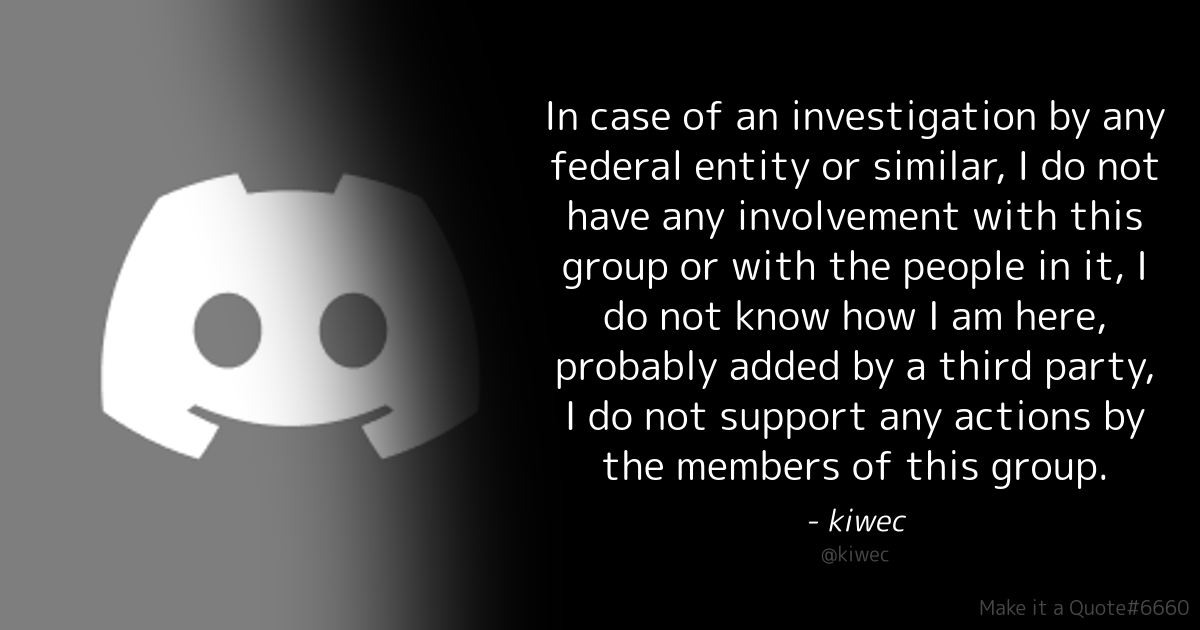 In case of an investigation by any
federal entity or similar, I do not
have any involvement with this
group or with the people in it, I
do not know how I am here,
probably added by a third party,
I do not support any actions by
the members of this group.
- kiwec
@kiwec
Make it a Quote#6660